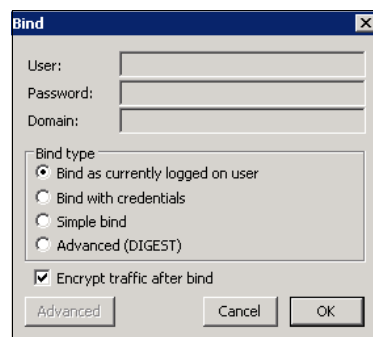 Bind
User:
Password:
Domain:
Bind type
Bind as currently logged on user
Bind with credentials
Simple bind
Advanced (DIGEST)
Encrypt traffic after bind
Advanced Cancel OK